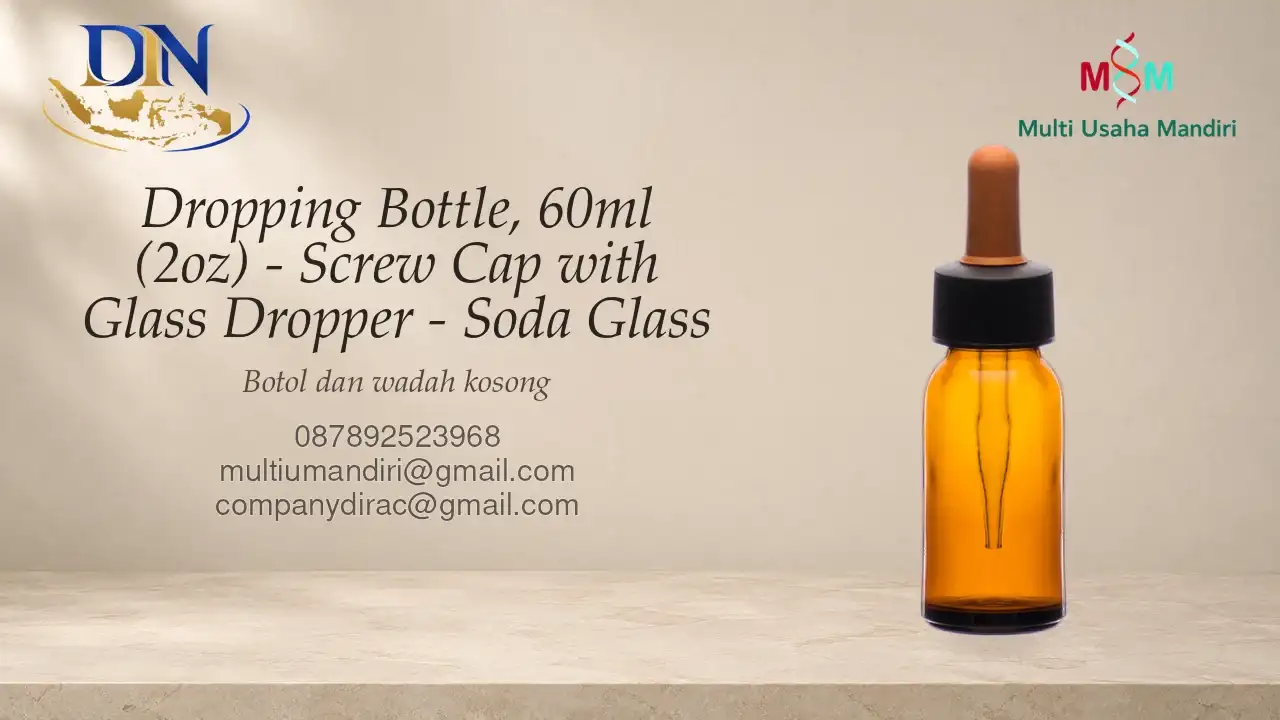 DN
M M
Multi Usaha Mandiri
Dropping Bottle, 60ml
(2oz) - Screw Cap with
Glass Dropper - Soda Glass
Botol dan wadah kosong
087892523968
multiumandiri@gmail.com
companydirac@gmail.com